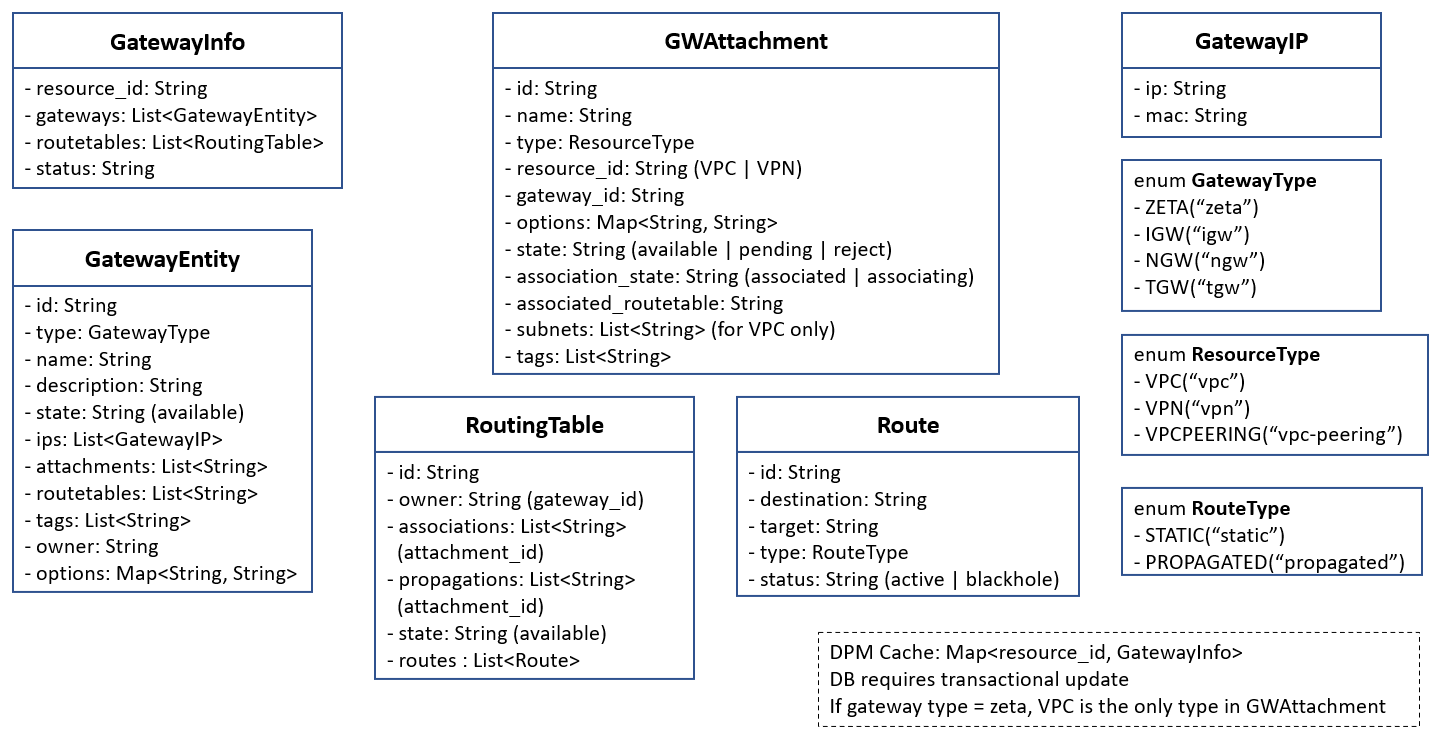 GatewayInfo
- resource_id: String
- gateways: List<GatewayEntity>
- routetables: List<RoutingTable>
- status: String
GatewayEntity
- id: String
- type: GatewayType
- name: String
- description: String
- state: String (available)
- ips: List<GatewayIP>
- attachments: List<String>
- routetables: List<String>
- tags: List<String>
- owner: String
- options: Map<String, String>
GWAttachment
- id: String
- name: String
- type: ResourceType
- resource_id: String (VPC | VPN)
- gateway_id: String
- options: Map<String, String>
- state: String (available | pending | reject)
- association_state: String (associated | associating)
- associated_routetable: String
- subnets: List<String> (for VPC only)
- tags: List<String>
RoutingTable
- id: String
- owner: String (gateway_id)
- associations: List<String>
(attachment_id)
- propagations: List<String>
(attachment_id)
- state: String (available)
- routes : List<Route>
Route
- id: String
- destination: String
- target: String
- type: RouteType
- status: String (active | blackhole)
GatewayIP
- ip: String
- mac: String
enum GatewayType
- ZETA(“zeta”)
- IGW(“igw”)
- NGW(“ngw”)
- TGW(“tgw”)
enum ResourceType
- VPC(“vpc”)
- VPN(“vpn”)
- VPCPEERING(“vpc-peering”)
enum RouteType
- STATIC(“static”)
- PROPAGATED(“propagated”)
DPM Cache: Map<resource_id, GatewayInfo>
DB requires transactional update
If gateway type = zeta, VPC is the only type in GWAttachment